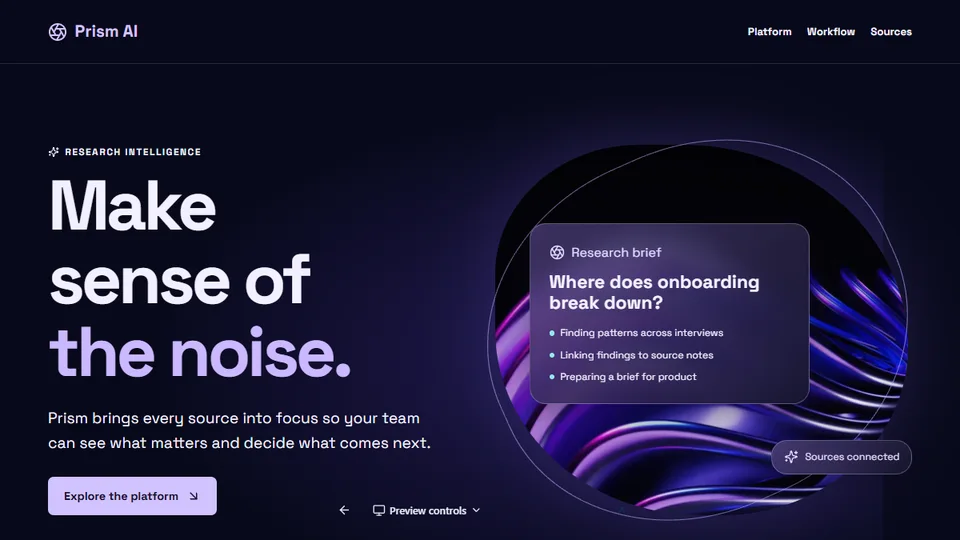 Prism AI
Platform
Workflow
Sources
RESEARCH INTELLIGENCE
Make
sense of
the noise.
Prism brings every source into focus so your team
can see what matters and decide what comes next.
Explore the platform
Research brief
Where does onboarding
break down?
Finding patterns across interviews
Linking findings to source notes
Preparing a brief for product
Sources connected
Preview controls